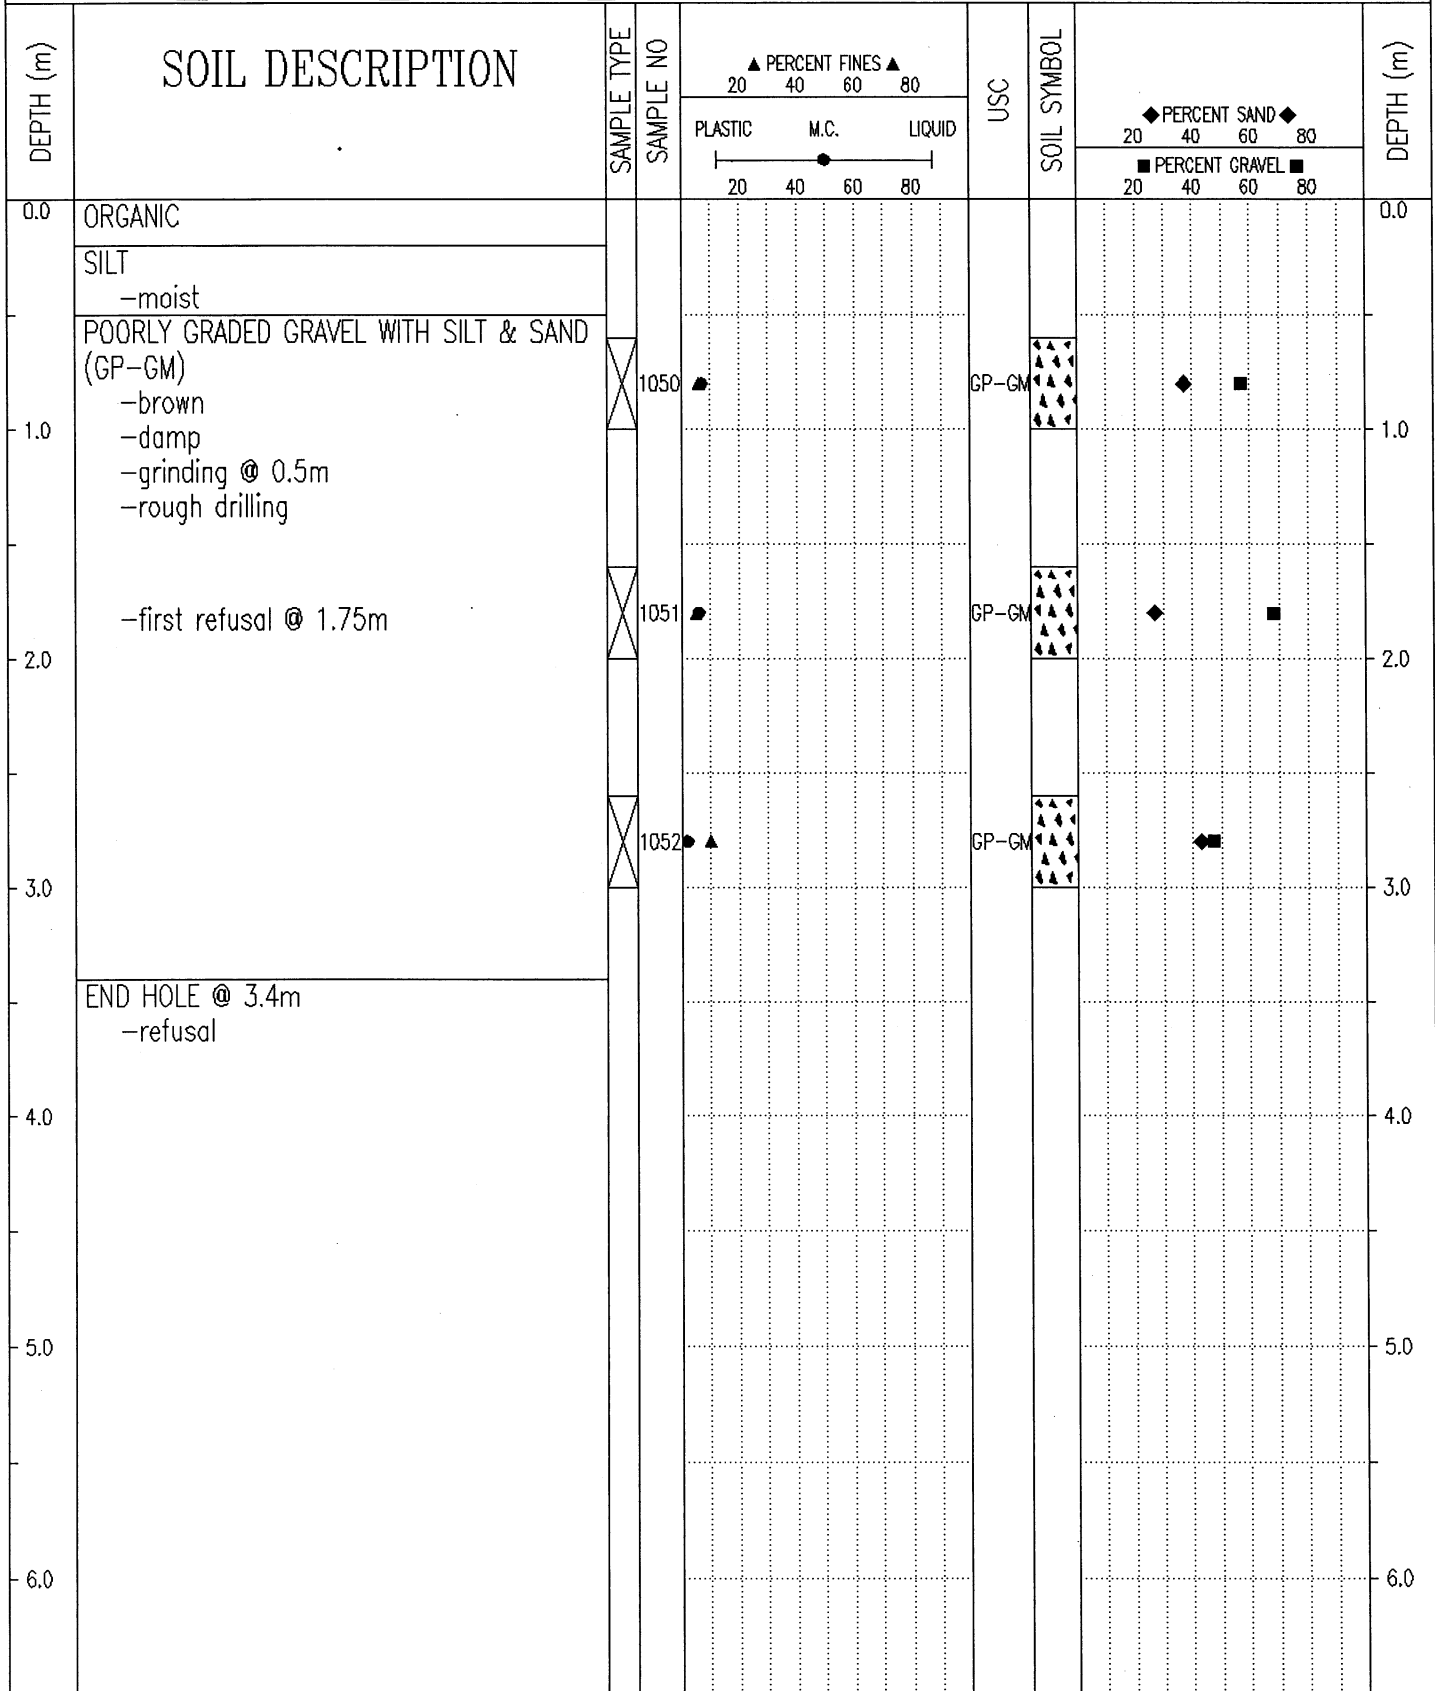 DEPTH (m)
SOIL DESCRIPTION
SAMPLE TYPE
SAMPLE NO
▲ PERCENT FINES ▲
20 40 60 80
PLASTIC M.C. LIQUID
20 40 60 80
USC
SOIL SYMBOL
◆ PERCENT SAND ◆
20 40 60 80
■ PERCENT GRAVEL ■
20 40 60 80
DEPTH (m)
0.0 ORGANIC 0.0
SILT
-moist
POORLY GRADED GRAVEL WITH SILT & SAND
(GP-GM)
1050 GP-GM
-brown
1.0 -damp 1.0
-grinding @ 0.5m
-rough drilling
-first refusal @ 1.75m 1051 GP-GM
2.0 2.0
1052 GP-GM
3.0 3.0
END HOLE @ 3.4m
-refusal
4.0 4.0
5.0 5.0
6.0 6.0